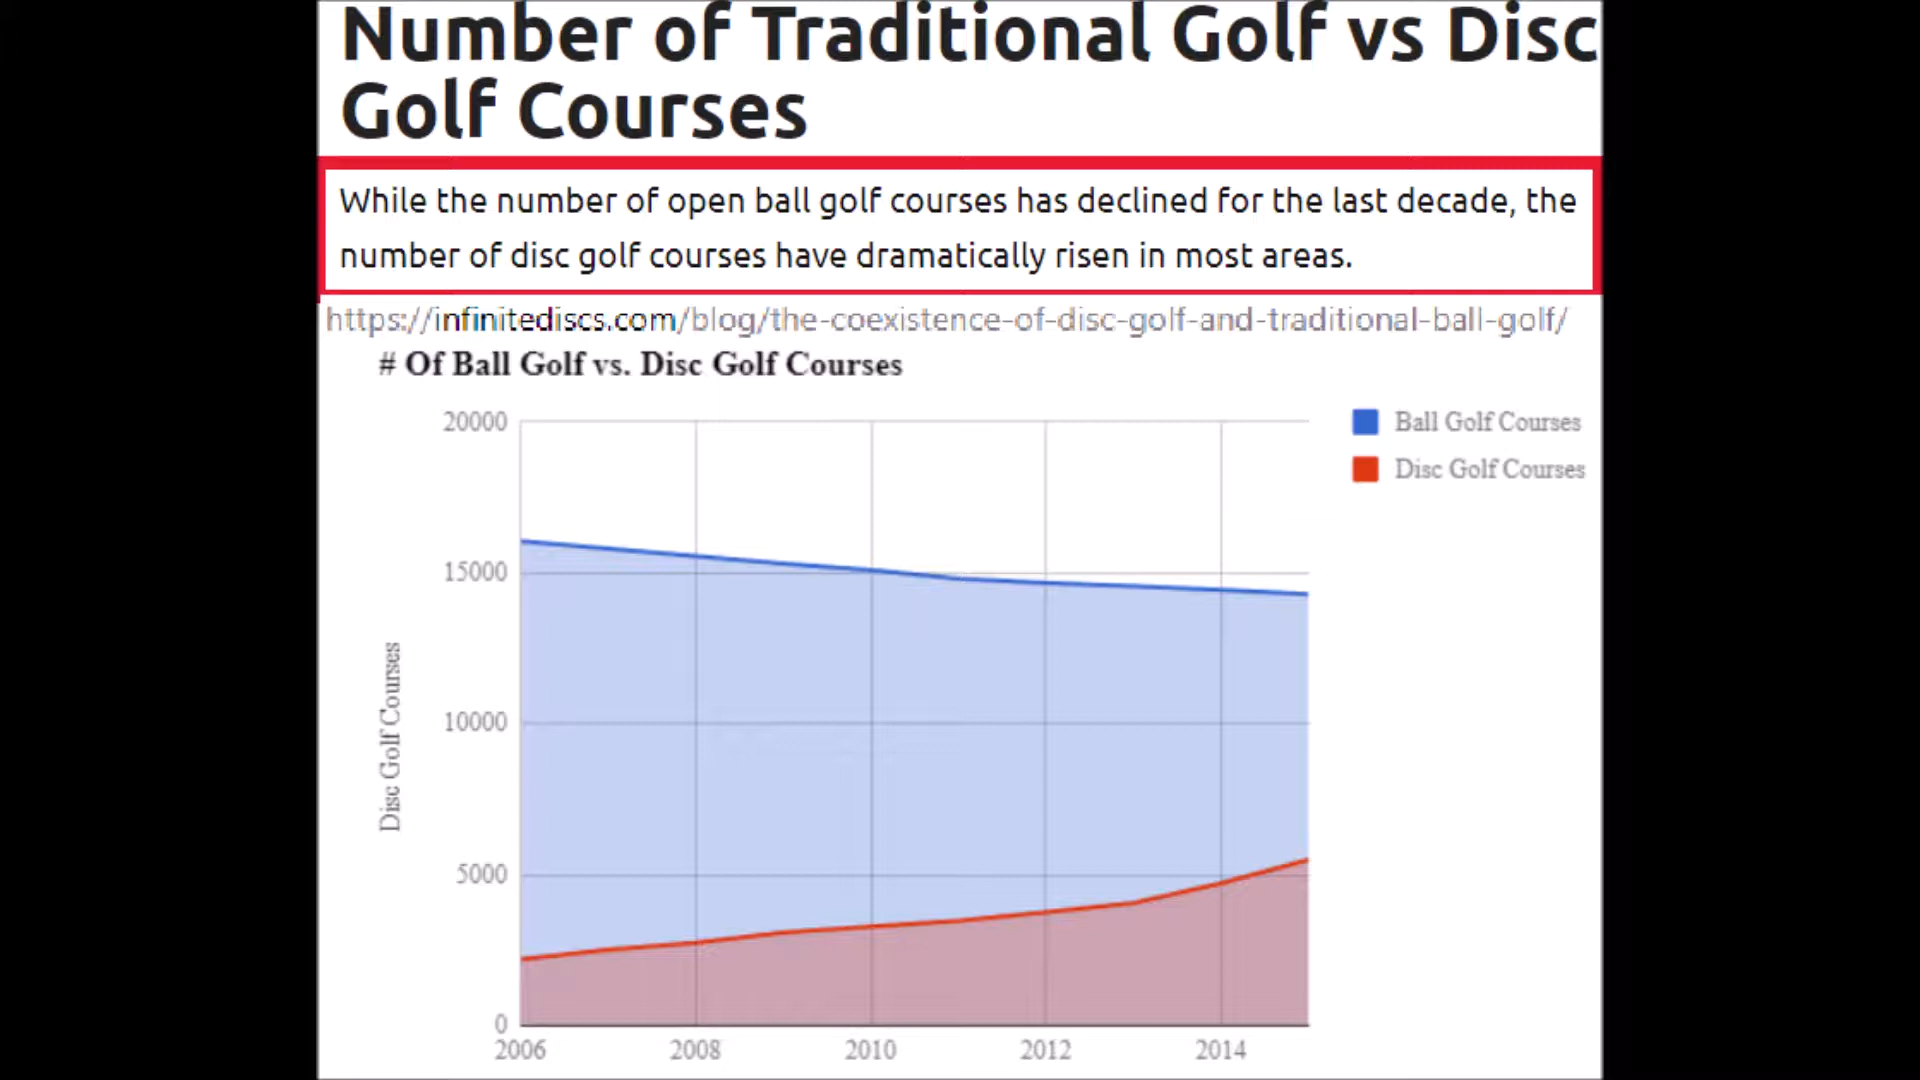 Number of Traditional Golf vs Disc
Golf Courses
While the number of open ball golf courses has declined for the last decade, the
number of disc golf courses have dramatically risen in most areas.
https://infinitediscs.com/blog/the-coexistence-of-disc-golf-and-traditional-ball-golf/
# Of Ball Golf vs. Disc Golf Courses
Ball Golf Courses
Disc Golf Courses
20000
15000
10000
5000
0
Disc Golf Courses
2006 2008 2010 2012 2014